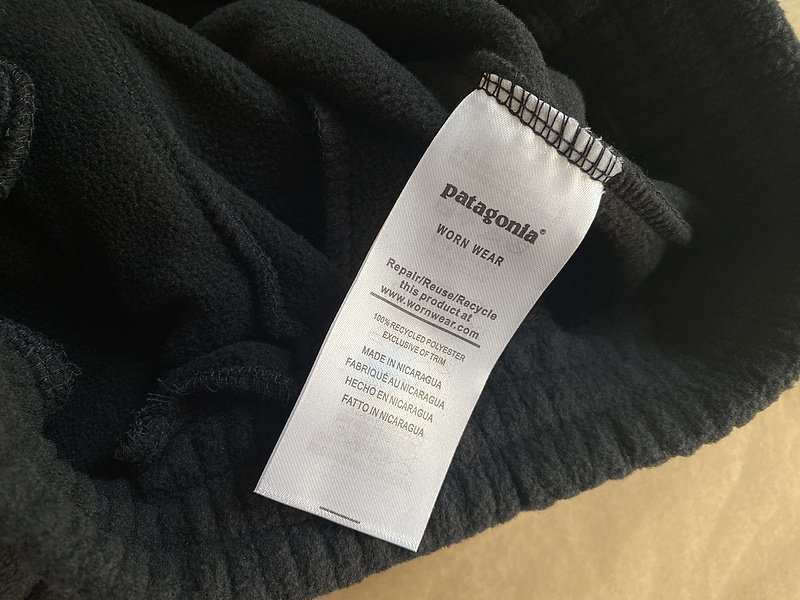 patagonia®
WORN WEAR
Repair/Reuse/Recycle
this product at
www.wornwear.com
100% RECYCLED POLYESTER
EXCLUSIVE OF TRIM
MADE IN NICARAGUA
FABRIQUÉ AU NICARAGUA
HECHO EN NICARAGUA
FATTO IN NICARAGUA